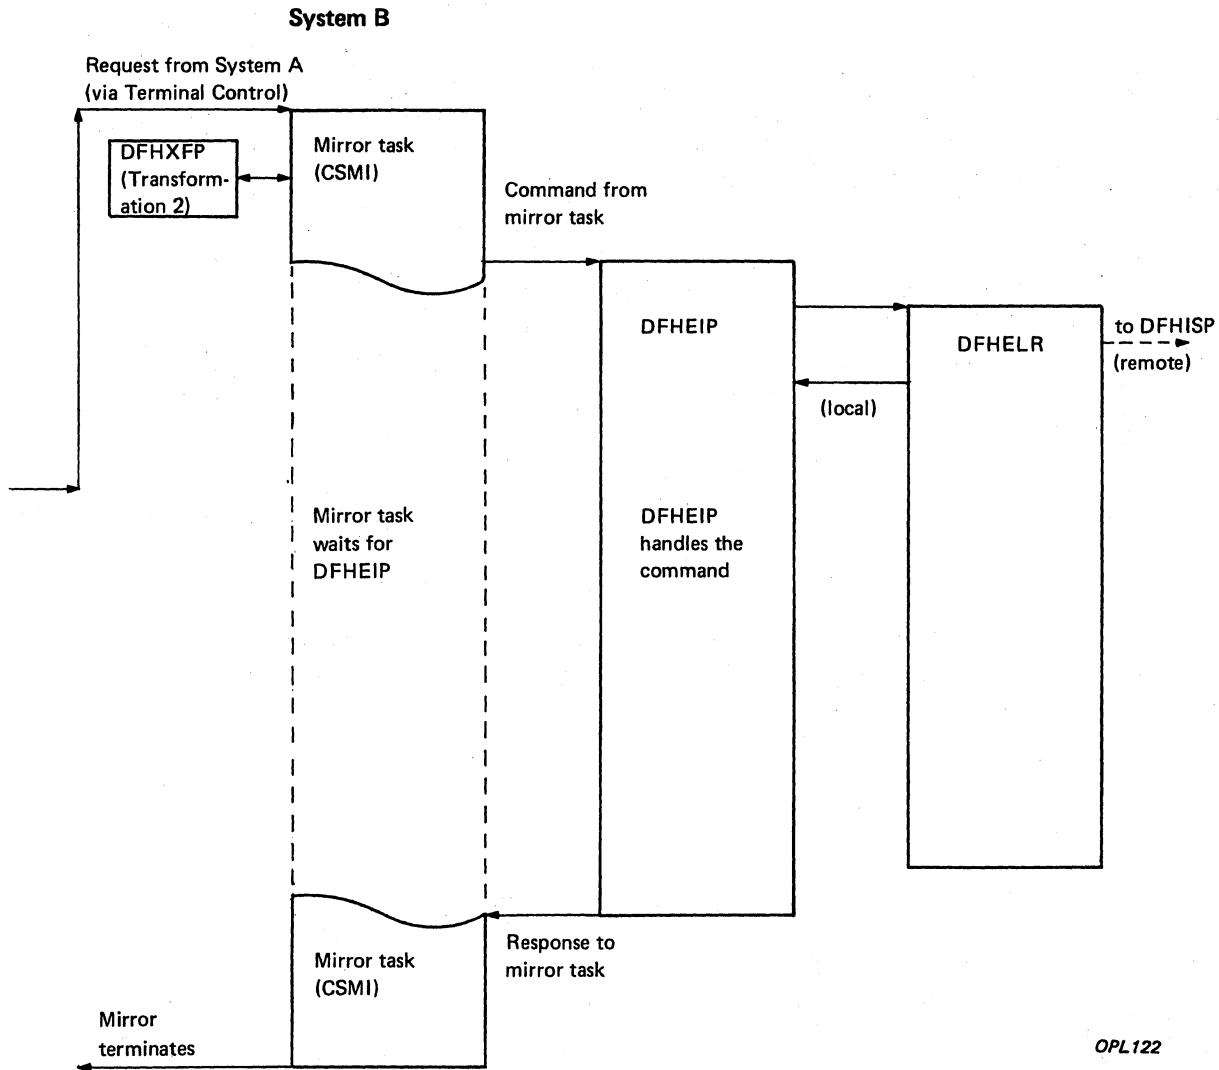 System B
Request from System A
(via Terminal Control)
DFHXFP
(Transform-
ation 2)
Mirror task
(CSMI)
Command from
mirror task
DFHEIP
DFHELR
to DFHISP
(remote)
(local)
Mirror task
waits for
DFHEIP
DFHEIP
handles the
command
Response to
mirror task
Mirror task
(CSMI)
Mirror
terminates
OPL122